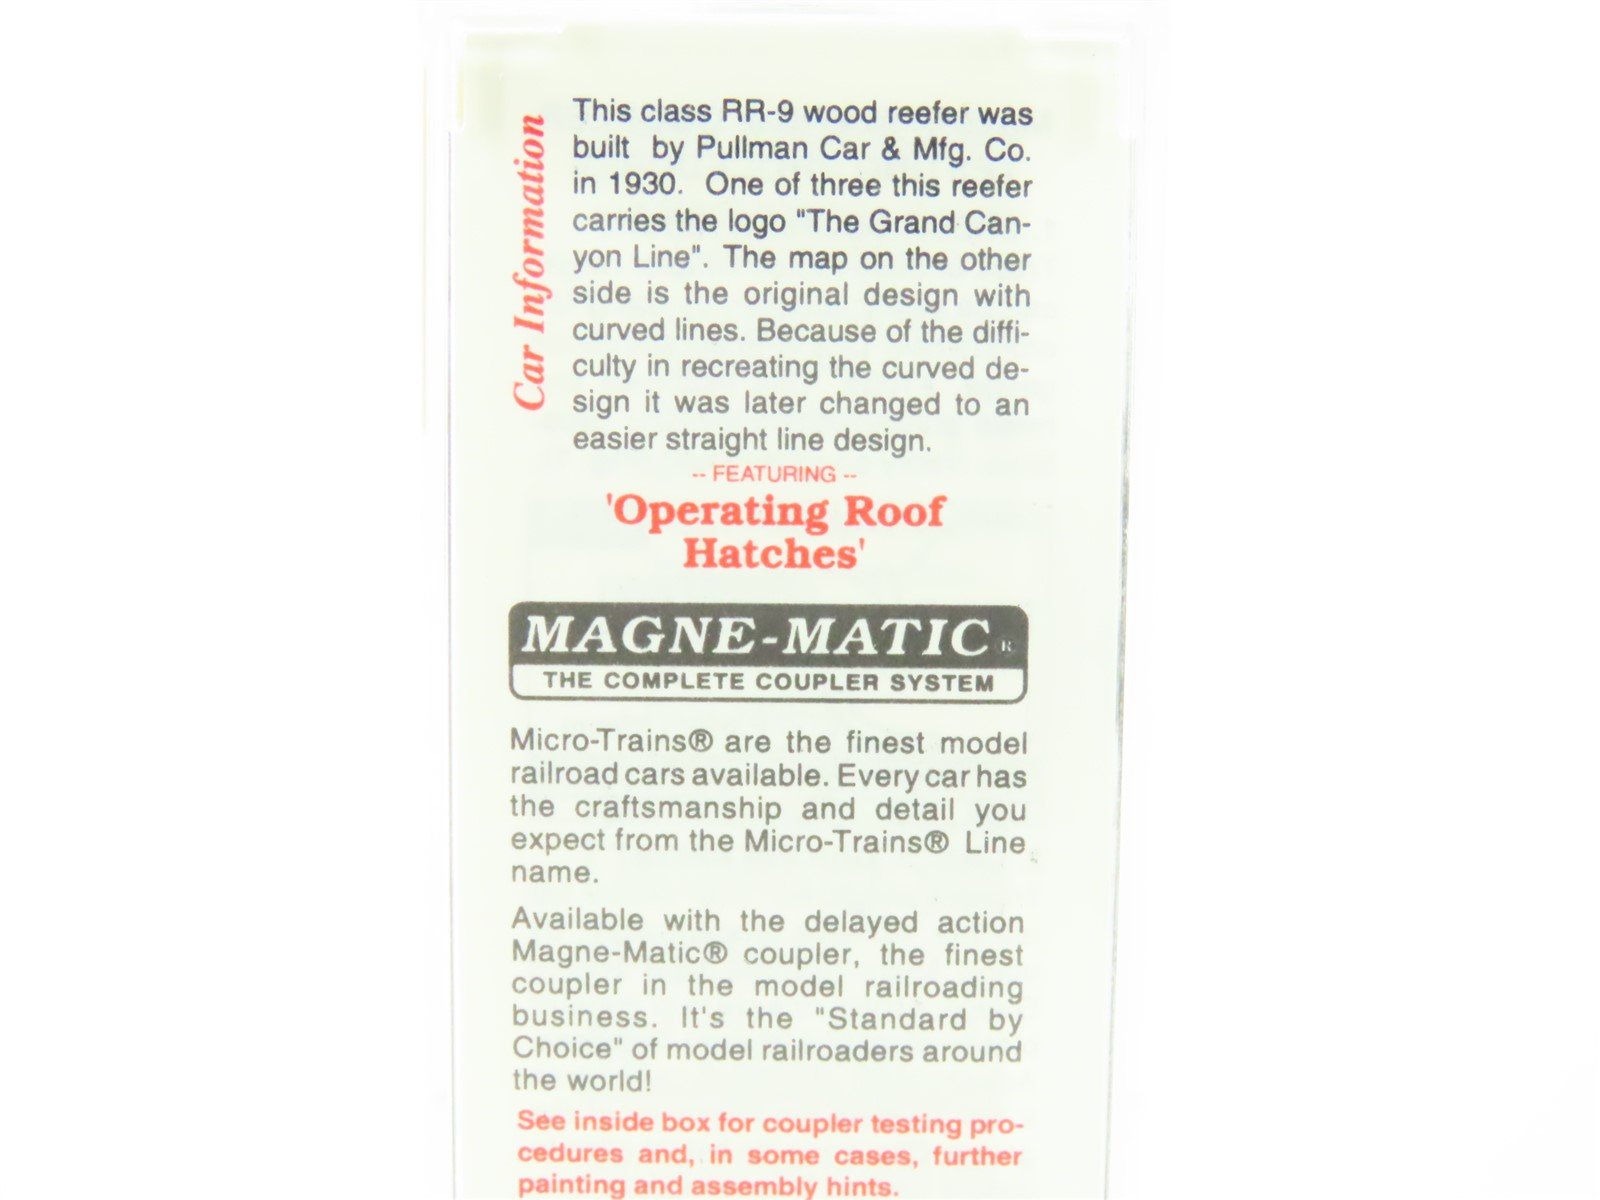 Car Information
This class RR-9 wood reefer was
built by Pullman Car & Mfg. Co.
in 1930. One of three this reefer
carries the logo "The Grand Can-
yon Line". The map on the other
side is the original design with
curved lines. Because of the diffi-
culty in recreating the curved de-
sign it was later changed to an
easier straight line design.
-- FEATURING --
'Operating Roof
Hatches'
MAGNE-MATIC ®
THE COMPLETE COUPLER SYSTEM
Micro-Trains® are the finest model
railroad cars available. Every car has
the craftsmanship and detail you
expect from the Micro-Trains® Line
name.
Available with the delayed action
Magne-Matic® coupler, the finest
coupler in the model railroading
business. It's the "Standard by
Choice" of model railroaders around
the world!
See inside box for coupler testing pro-
cedures and, in some cases, further
painting and assembly hints.